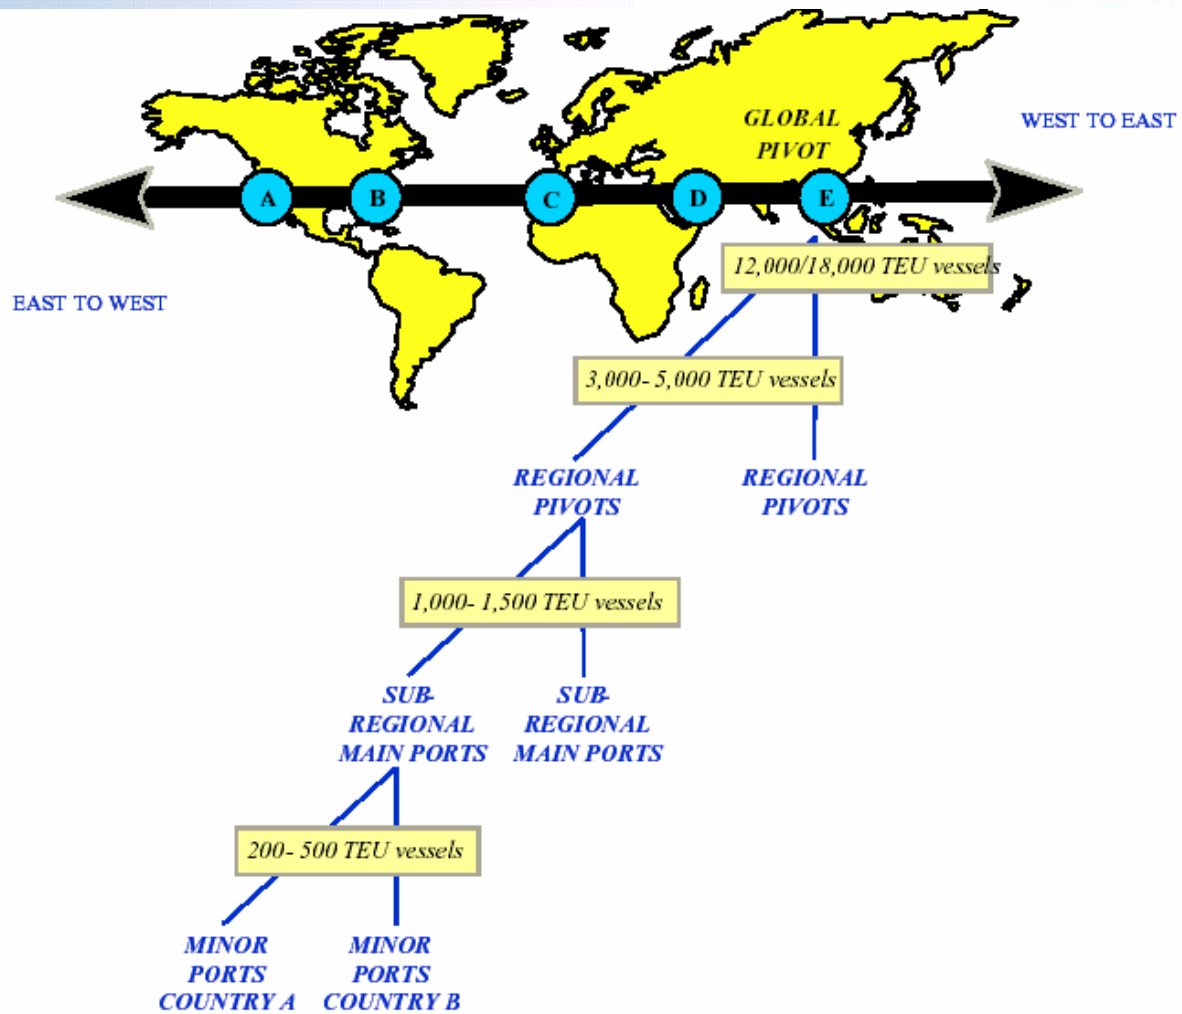 GLOBAL
PIVOT
WEST TO EAST
A
B
C
D
E
12,000/18,000 TEU vessels
EAST TO WEST
3,000- 5,000 TEU vessels
REGIONAL
PIVOTS
REGIONAL
PIVOTS
1,000- 1,500 TEU vessels
SUB-
REGIONAL
MAIN PORTS
SUB-
REGIONAL
MAIN PORTS
200- 500 TEU vessels
MINOR
PORTS
COUNTRY A
MINOR
PORTS
COUNTRY B